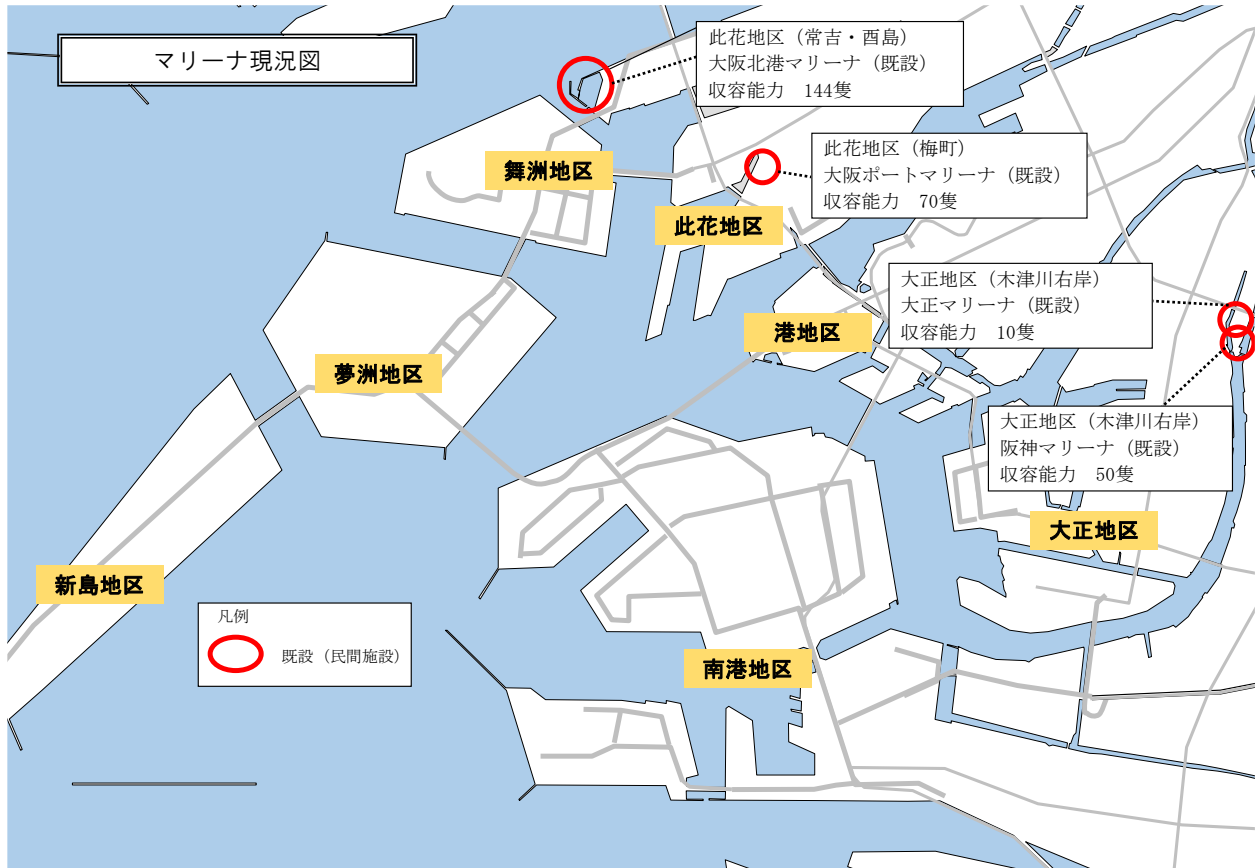 マリーナ現況図
此花地区（常吉・酉島）
大阪北港マリーナ（既設）
収容能力　144隻
此花地区（梅町）
大阪ポートマリーナ（既設）
収容能力　70隻
舞洲地区
此花地区
大正地区（木津川右岸）
大正マリーナ（既設）
収容能力　10隻
港地区
夢洲地区
大正地区（木津川右岸）
阪神マリーナ（既設）
収容能力　50隻
大正地区
新島地区
凡例
既設（民間施設）
南港地区